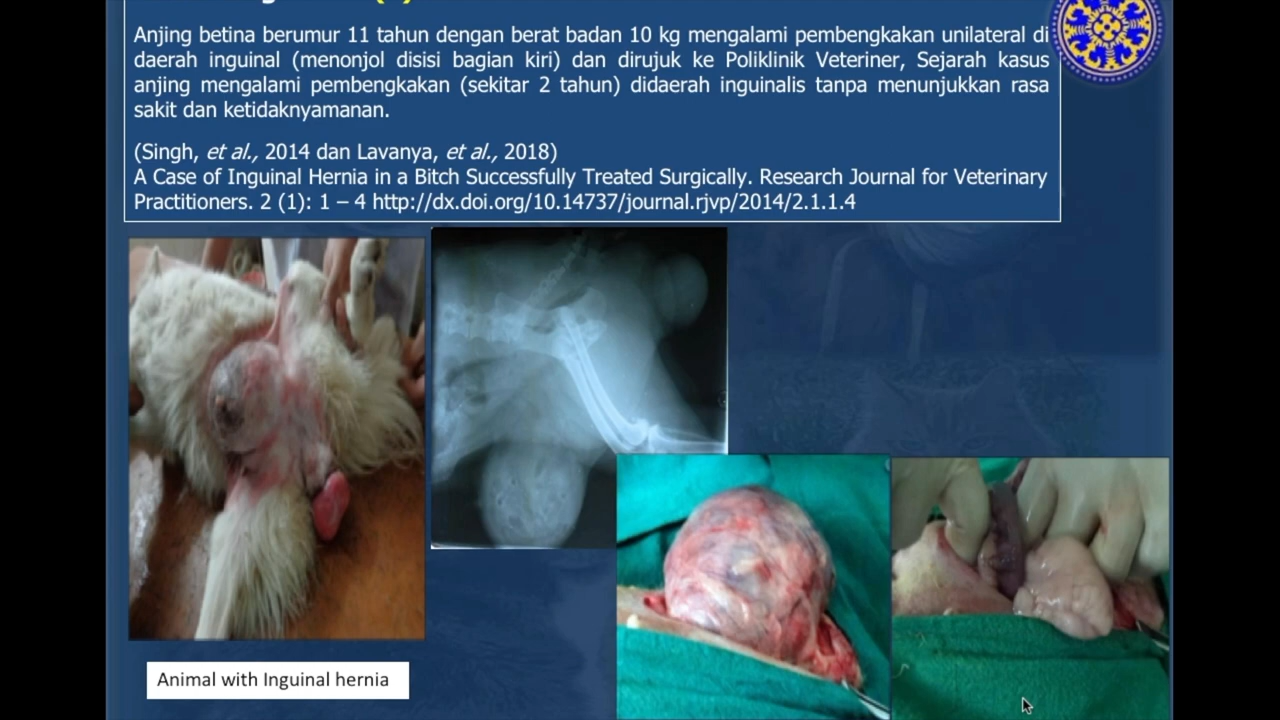 Anjing betina berumur 11 tahun dengan berat badan 10 kg mengalami pembengkakan unilateral di
daerah inguinal (menonjol disisi bagian kiri) dan dirujuk ke Poliklinik Veteriner, Sejarah kasus
anjing mengalami pembengkakan (sekitar 2 tahun) didaerah inguinalis tanpa menunjukkan rasa
sakit dan ketidaknyamanan.
(Singh, et al., 2014 dan Lavanya, et al., 2018)
A Case of Inguinal Hernia in a Bitch Successfully Treated Surgically. Research Journal for Veterinary
Practitioners. 2 (1): 1 – 4 http://dx.doi.org/10.14737/journal.rjvp/2014/2.1.1.4
Animal with Inguinal hernia